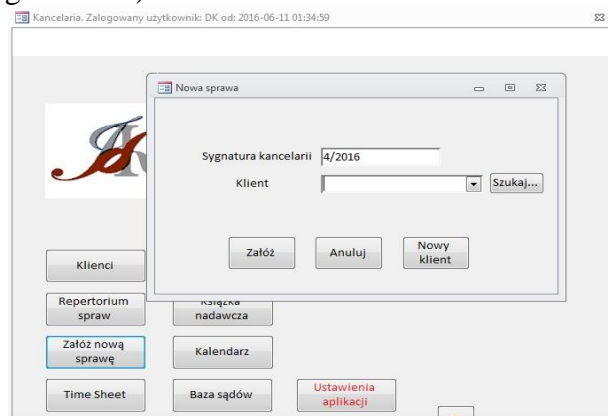 Kancelaria. Zalogowany użytkownik: DK od: 2016-06-11 01:34:59
Nowa sprawa
Sygnatura kancelarii 4/2016
Klient Szukaj...
Załóż Anuluj Nowy
klient
Klienci
Repertorium
spraw
Książka
nadawcza
Załóż nową
sprawę
Kalendarz
Time Sheet
Baza sądów
Ustawienia
aplikacji